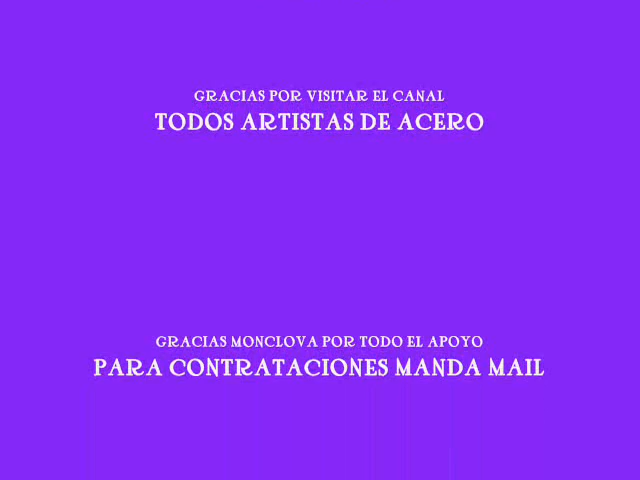 GRACIAS POR VISITAR EL CANAL
TODOS ARTISTAS DE ACERO
GRACIAS MONCLOVA POR TODO EL APOYO
PARA CONTRATACIONES MANDA MAIL